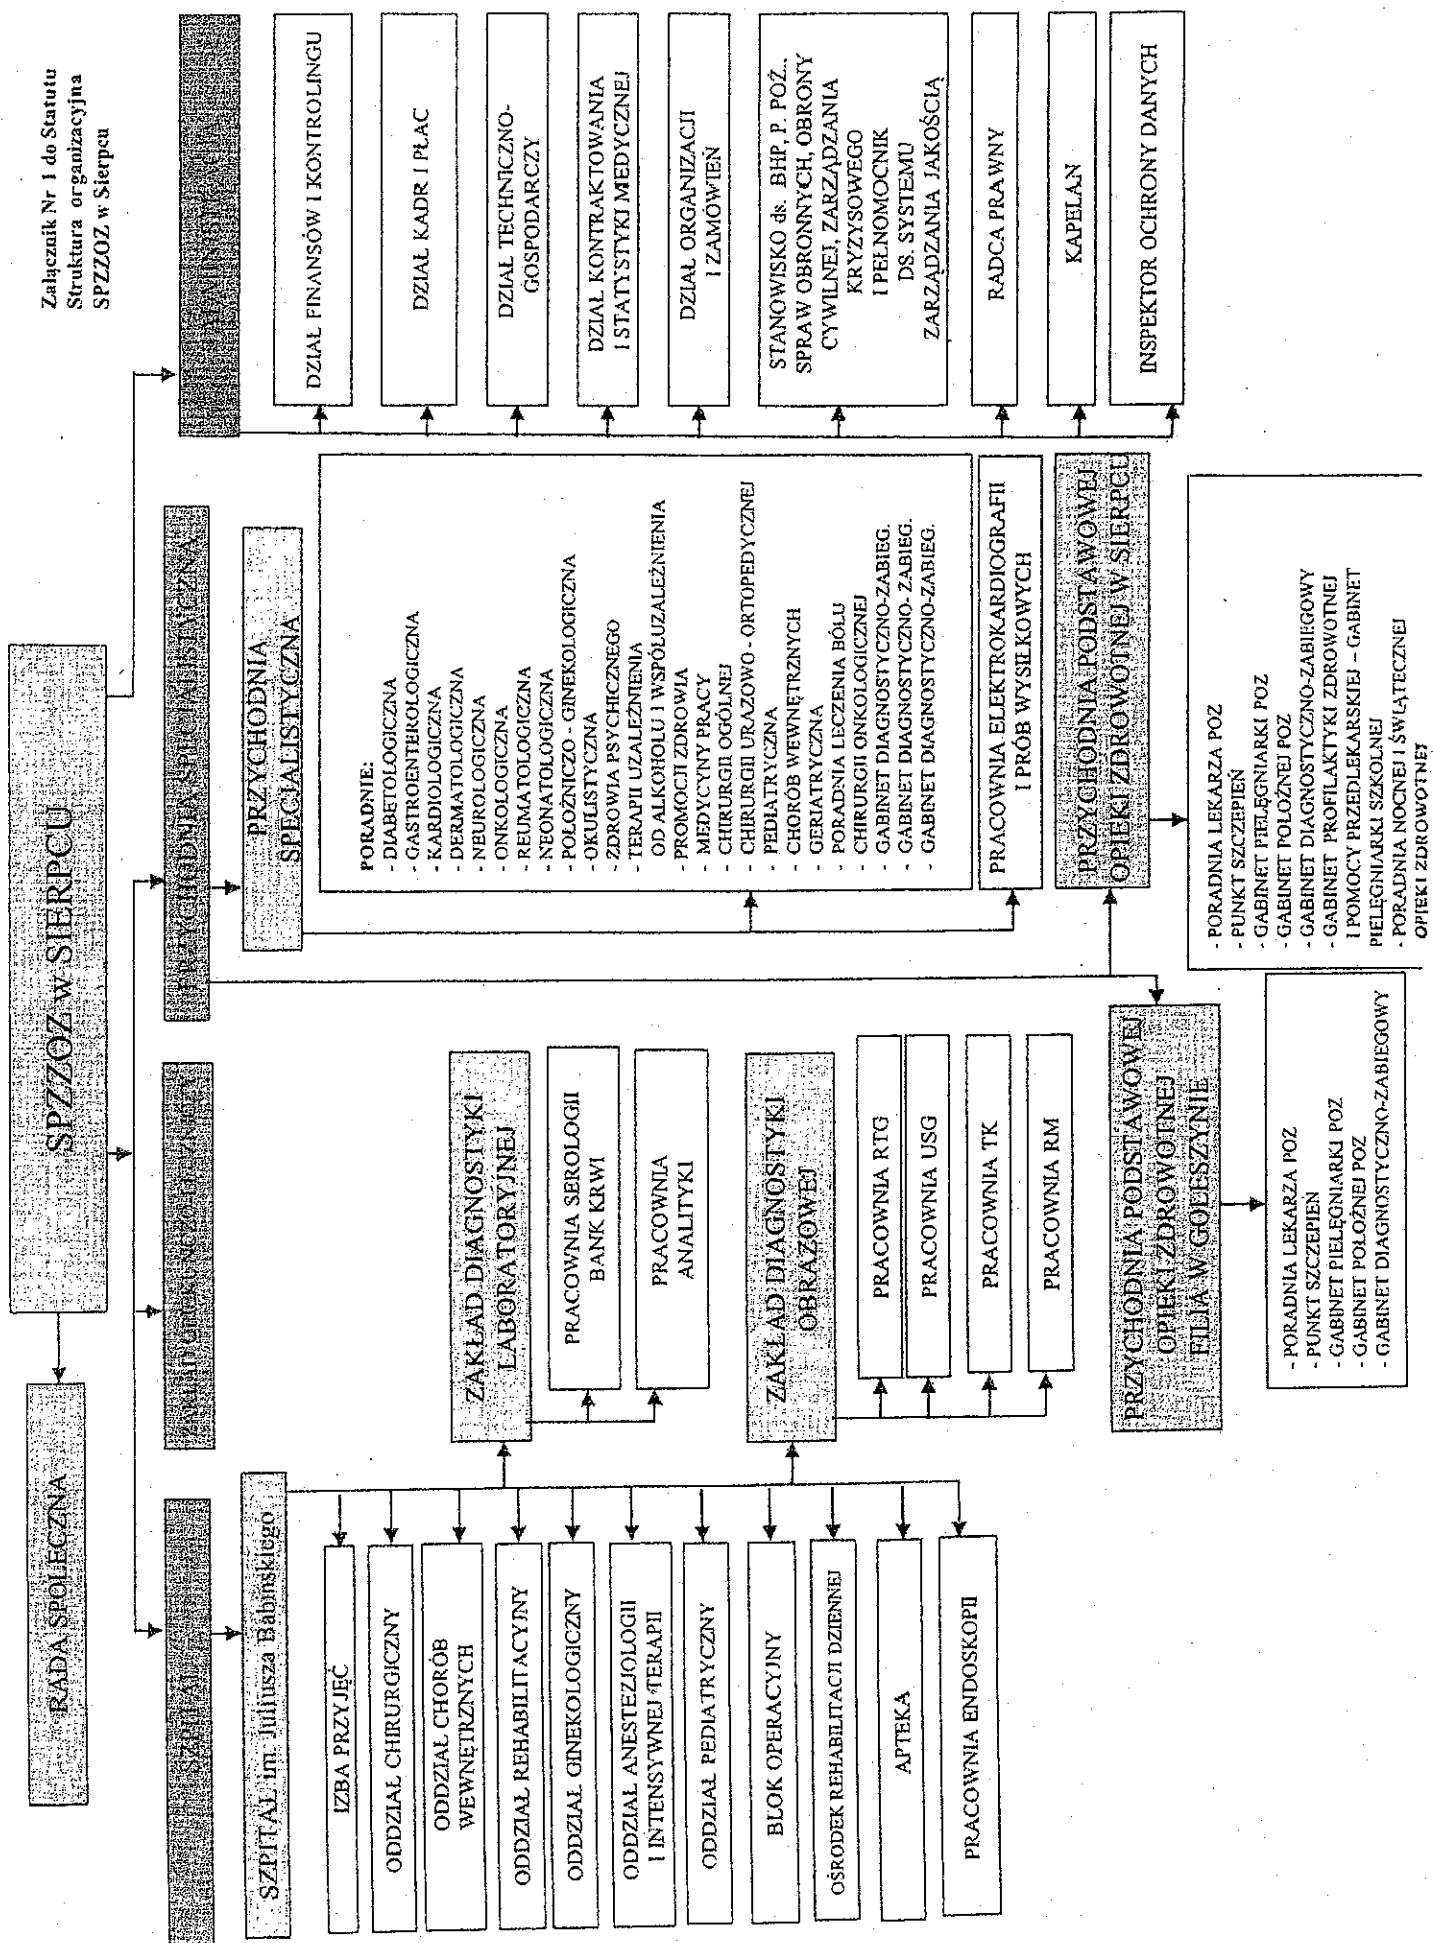 Załącznik Nr 1 do Statutu
Struktura organizacyjna
SPZZOZ w Sierpcu
SPZZOZ w SIERPCU
RADA SPOŁECZNA
SZPITAL
ZAKŁAD OPIEKUŃCZO-LECZNICZY
PRZYCHODNIA SPECJALISTYCZNA
SZPITAL im. Juliusza Babinskiego
IZBA PRZYJĘĆ
ODDZIAŁ CHIRURGICZNY
ODDZIAŁ CHORÓB
WEWNĘTRZNYCH
ODDZIAŁ REHABILITACYJNY
ODDZIAŁ GINEKOLOGICZNY
ODDZIAŁ ANESTEZJOLOGII
I INTENSYWNEJ TERAPII
ODDZIAŁ PEDIATRYCZNY
BLOK OPERACYJNY
OŚRODEK REHABILITACJI DZIENNEJ
APTEKA
PRACOWNIA ENDOSKOPII
ZAKŁAD DIAGNOSTYKI
LABORATORYJNEJ
PRACOWNIA SEROLOGII
BANK KRWI
PRACOWNIA
ANALITYKI
ZAKŁAD DIAGNOSTYKI
OBRAZOWEJ
PRACOWNIA RTG
PRACOWNIA USG
PRACOWNIA TK
PRACOWNIA RM
PRZYCHODNIA
SPECJALISTYCZNA
PORADNIE:
- DIABETOLOGICZNA
- GASTROENTEROLOGICZNA
- KARDIOLOGICZNA
- DERMATOLOGICZNA
- NEUROLOGICZNA
- ONKOLOGICZNA
- REUMATOLOGICZNA
- NEONATOLOGICZNA
- POŁOŻNICZO - GINEKOLOGICZNA
- OKULISTYCZNA
- ZDROWIA PSYCHICZNEGO
- TERAPII UZALEŻNIENIA
OD ALKOHOLU I WSPÓŁUZALEŻNIENIA
- PROMOCJI ZDROWIA
- MEDYCYNY PRACY
- CHIRURGII OGÓLNEJ
- CHIRURGII URAZOWO - ORTOPEDYCZNEJ
- PEDIATRYCZNA
- CHORÓB WEWNĘTRZNYCH
- GERIATRYCZNA
- PORADNIA LECZENIA BÓLU
- CHIRURGII ONKOLOGICZNEJ
- GABINET DIAGNOSTYCZNO-ZABIEG.
- GABINET DIAGNOSTYCZNO- ZABIEG.
- GABINET DIAGNOSTYCZNO-ZABIEG.
PRACOWNIA ELEKTROKARDIOGRAFII
I PRÓB WYSIŁKOWYCH
PRZYCHODNIA PODSTAWOWEJ
OPIEKI ZDROWOTNEJ W SIERPCU
- PORADNIA LEKARZA POZ
- PUNKT SZCZEPIEŃ
- GABINET PIELĘGNIARKI POZ
- GABINET POŁOŻNEJ POZ
- GABINET DIAGNOSTYCZNO-ZABIEGOWY
- GABINET PROFILAKTYKI ZDROWOTNEJ
I POMOCY PRZEDLEKARSKIEJ – GABINET
PIELĘGNIARKI SZKOLNEJ
- PORADNIA NOCNEJ I ŚWIĄTECZNEJ
OPIEKI ZDROWOTNEJ
PRZYCHODNIA PODSTAWOWEJ
OPIEKI ZDROWOTNEJ
FILIA W GOLESZYNIE
- PORADNIA LEKARZA POZ
- PUNKT SZCZEPIEŃ
- GABINET PIELĘGNIARKI POZ
- GABINET POŁOŻNEJ POZ
- GABINET DIAGNOSTYCZNO-ZABIEGOWY
DZIAŁ FINANSÓW I KONTROLINGU
DZIAŁ KADR I PŁAC
DZIAŁ TECHNICZNO-
GOSPODARCZY
DZIAŁ KONTRAKTOWANIA
I STATYSTYKI MEDYCZNEJ
DZIAŁ ORGANIZACJI
I ZAMÓWIEŃ
STANOWISKO ds. BHP, P. POŻ.,
SPRAW OBRONNYCH, OBRONY
CYWILNEJ, ZARZĄDZANIA
KRYZYSOWEGO
I PEŁNOMOCNIK
DS. SYSTEMU
ZARZĄDZANIA JAKOŚCIĄ
RADCA PRAWNY
KAPELAN
INSPEKTOR OCHRONY DANYCH